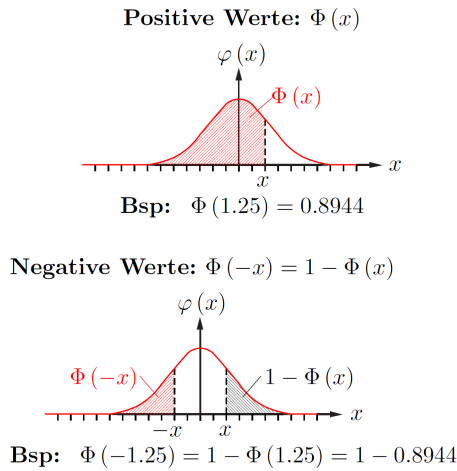 Positive Werte: Φ(x)
φ(x)
Φ(x)
x
x
Bsp: Φ(1.25) = 0.8944
Negative Werte: Φ(−x) = 1 − Φ(x)
φ(x)
Φ(−x)
1 − Φ(x)
x
−x
x
Bsp: Φ(−1.25) = 1 − Φ(1.25) = 1 − 0.8944